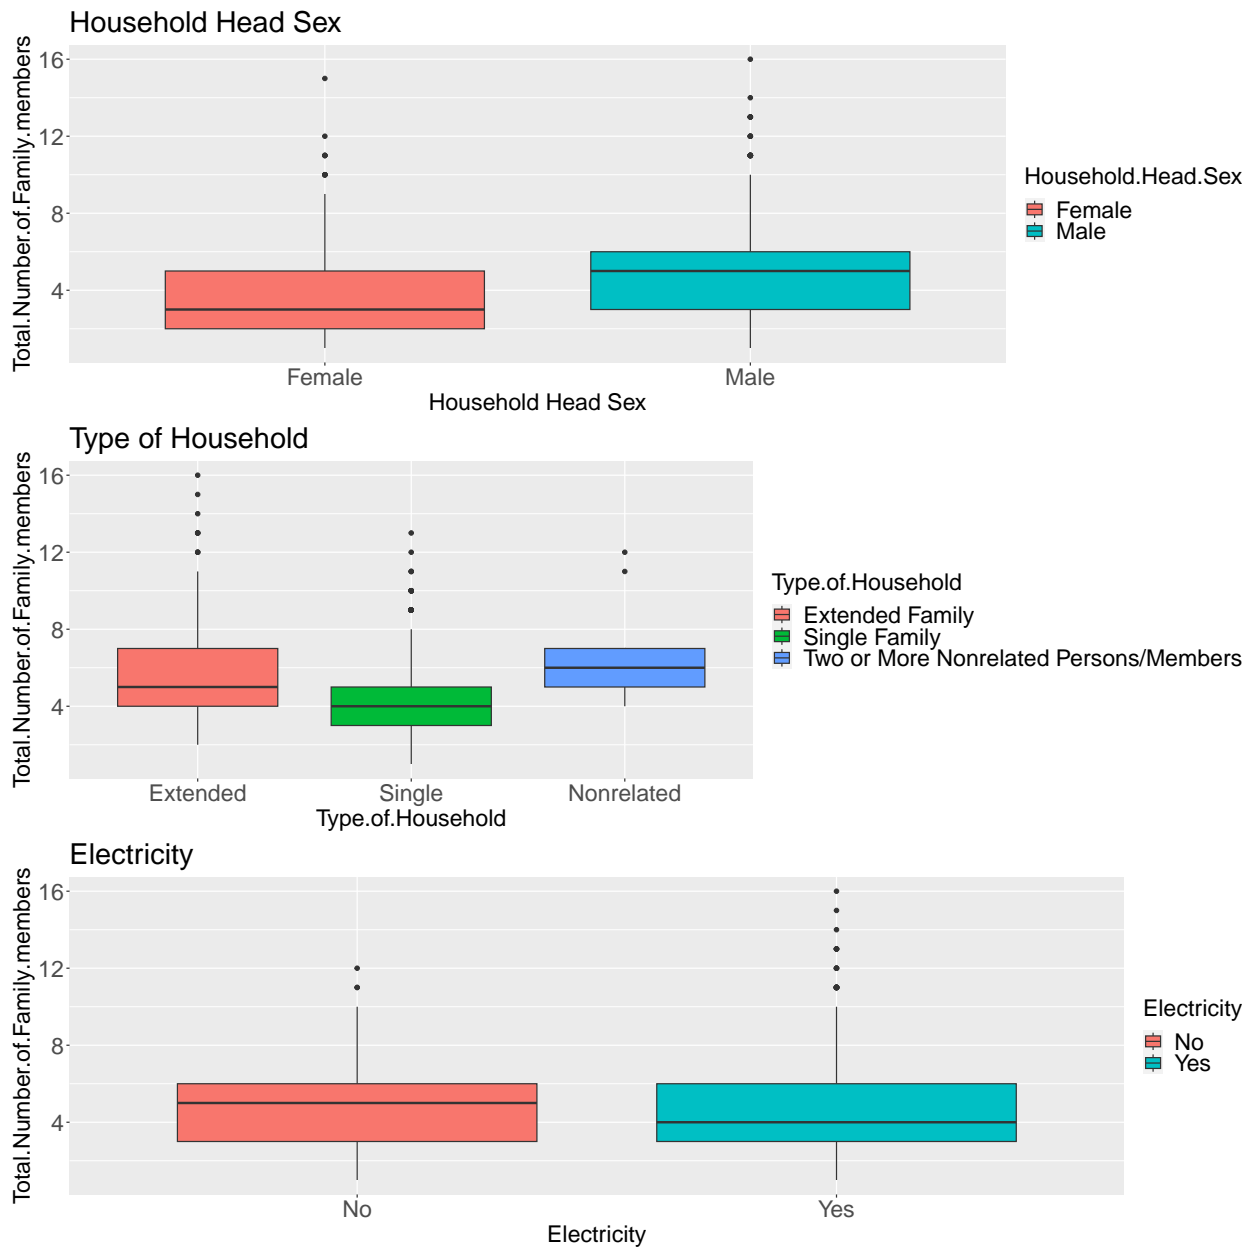 Household Head Sex
Total.Number.of.Family.members
16
12
8
4
Female
Male
Household Head Sex
Household.Head.Sex
Female
Male
Type of Household
Total.Number.of.Family.members
16
12
8
4
Extended
Single
Nonrelated
Type.of.Household
Type.of.Household
Extended Family
Single Family
Two or More Nonrelated Persons/Members
Electricity
Total.Number.of.Family.members
16
12
8
4
No
Yes
Electricity
Electricity
No
Yes